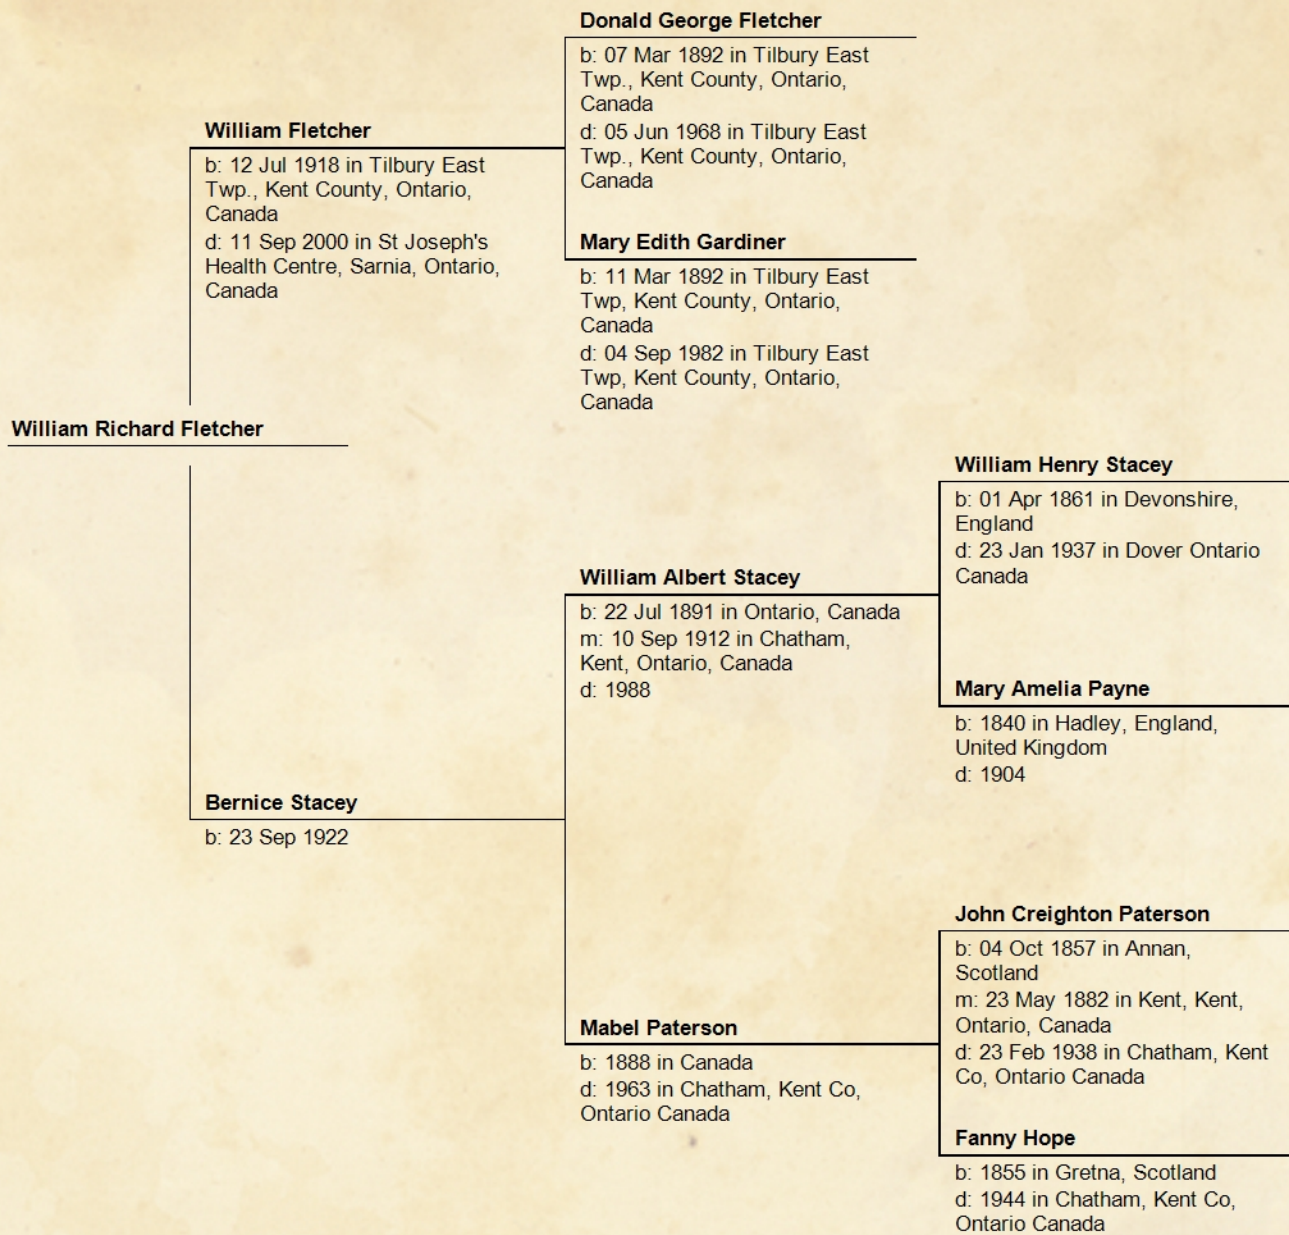 Donald George Fletcher
b: 07 Mar 1892 in Tilbury East
Twp., Kent County, Ontario,
Canada
d: 05 Jun 1968 in Tilbury East
Twp., Kent County, Ontario,
Canada
William Fletcher
b: 12 Jul 1918 in Tilbury East
Twp., Kent County, Ontario,
Canada
d: 11 Sep 2000 in St Joseph's
Health Centre, Sarnia, Ontario,
Canada
Mary Edith Gardiner
b: 11 Mar 1892 in Tilbury East
Twp, Kent County, Ontario,
Canada
d: 04 Sep 1982 in Tilbury East
Twp, Kent County, Ontario,
Canada
William Richard Fletcher
William Henry Stacey
b: 01 Apr 1861 in Devonshire,
England
d: 23 Jan 1937 in Dover Ontario
Canada
William Albert Stacey
b: 22 Jul 1891 in Ontario, Canada
m: 10 Sep 1912 in Chatham,
Kent, Ontario, Canada
d: 1988
Mary Amelia Payne
b: 1840 in Hadley, England,
United Kingdom
d: 1904
Bernice Stacey
b: 23 Sep 1922
John Creighton Paterson
b: 04 Oct 1857 in Annan,
Scotland
m: 23 May 1882 in Kent, Kent,
Ontario, Canada
d: 23 Feb 1938 in Chatham, Kent
Co, Ontario Canada
Mabel Paterson
b: 1888 in Canada
d: 1963 in Chatham, Kent Co,
Ontario Canada
Fanny Hope
b: 1855 in Gretna, Scotland
d: 1944 in Chatham, Kent Co,
Ontario Canada